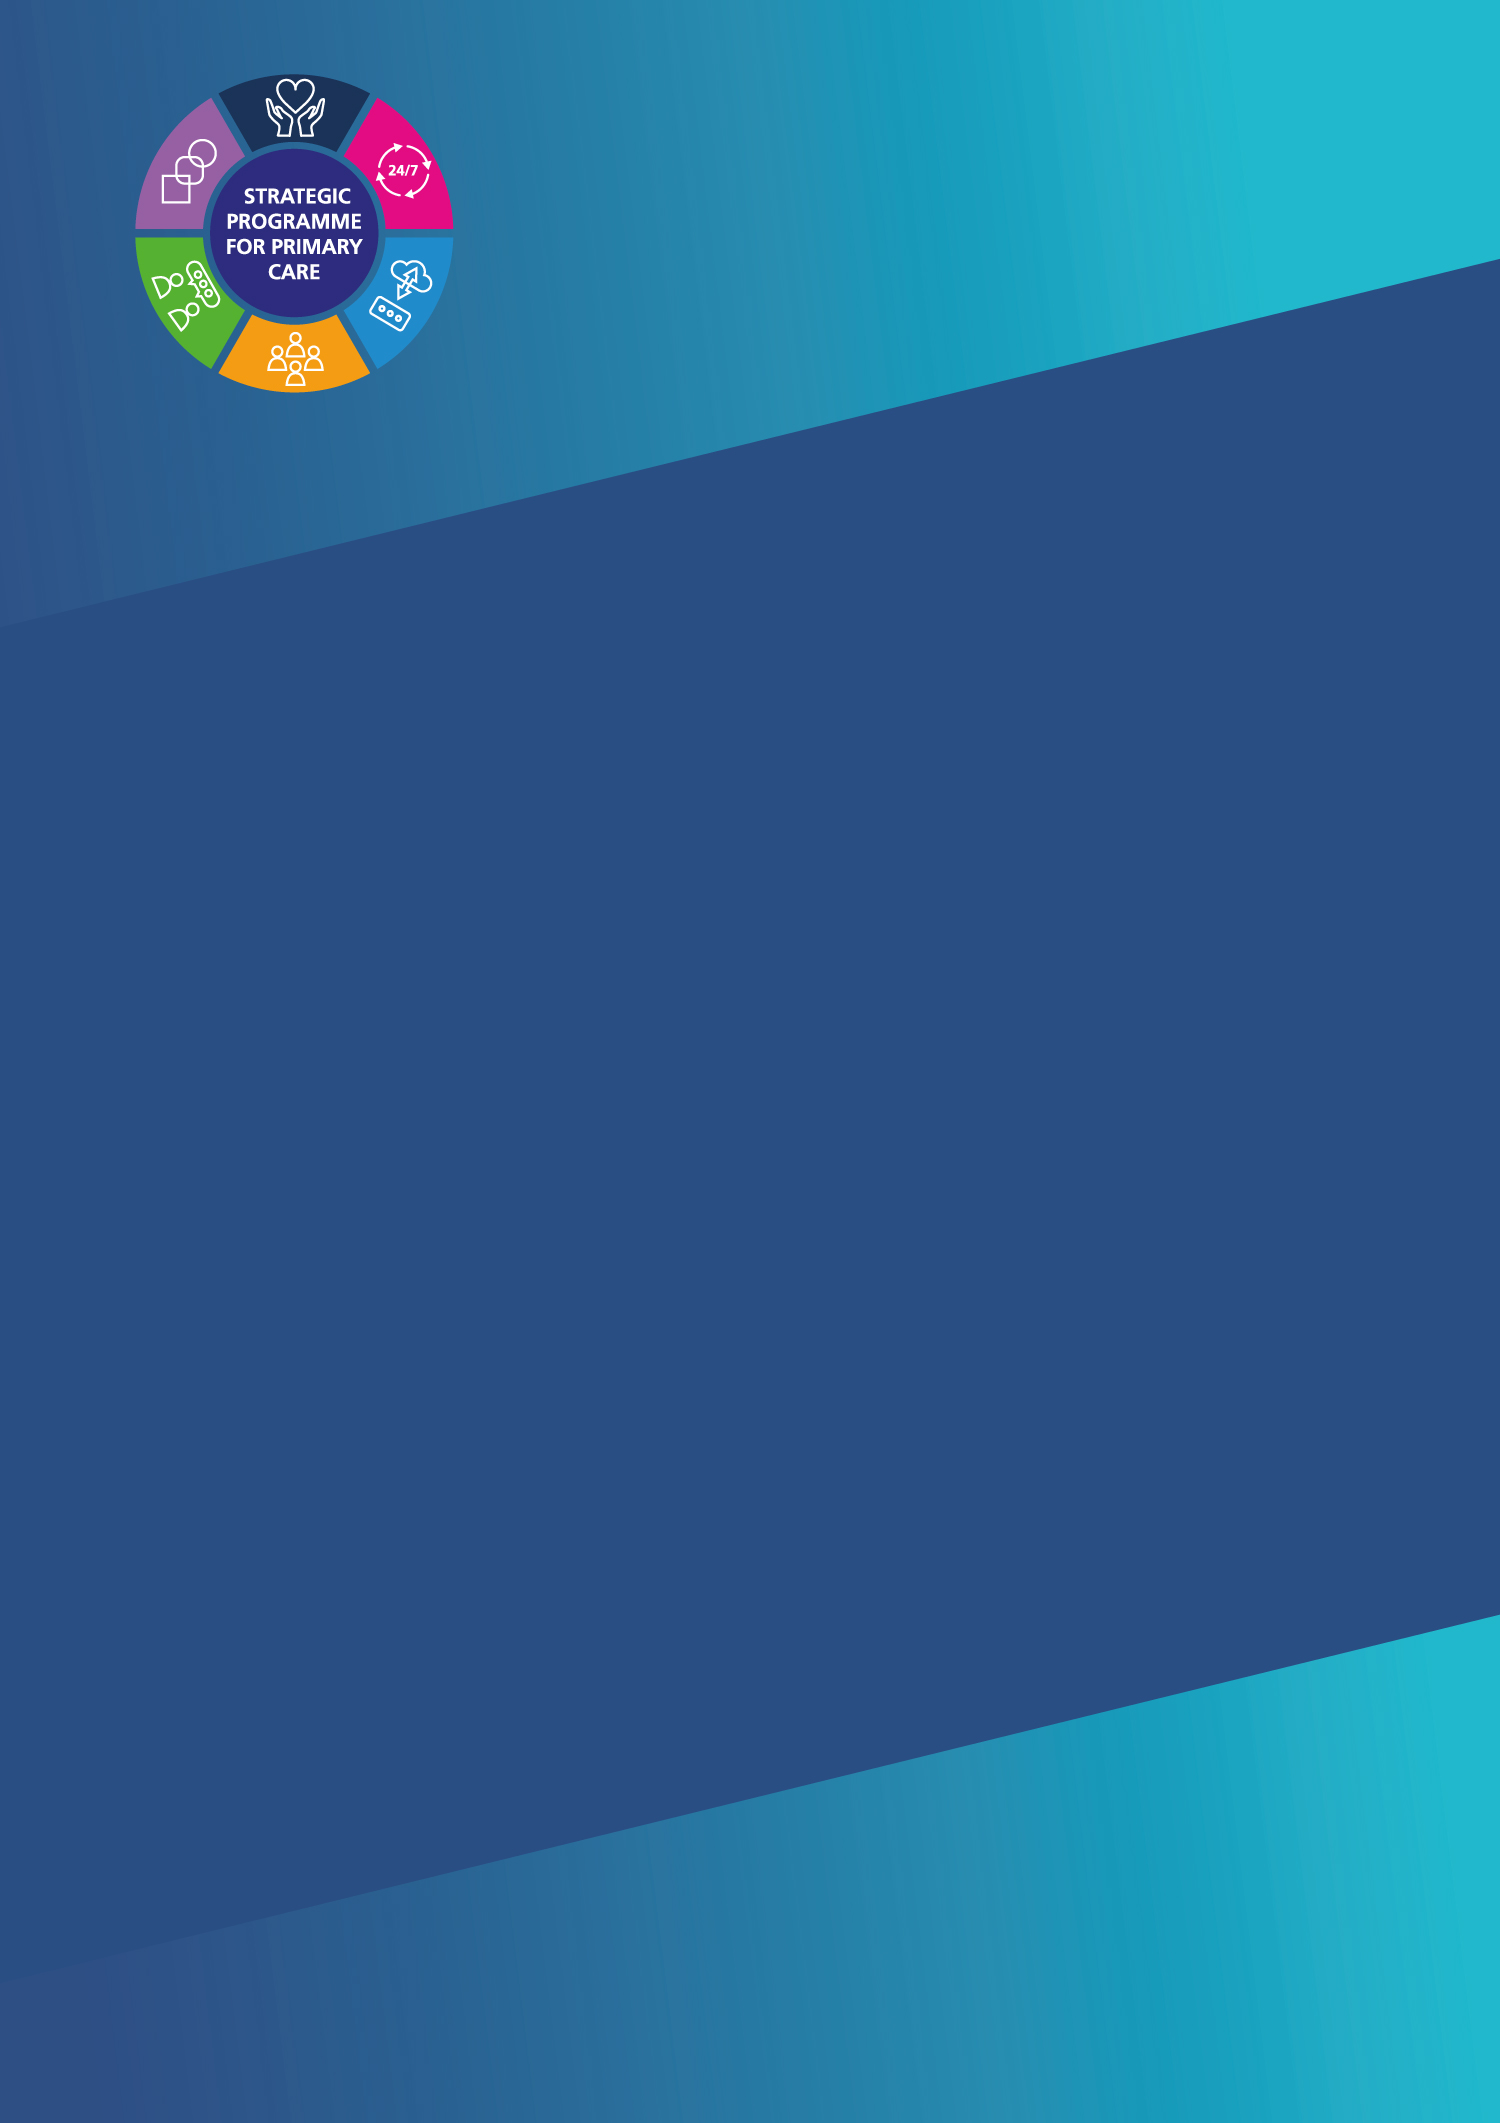 24/7
STRATEGIC
PROGRAMME
FOR PRIMARY
CARE